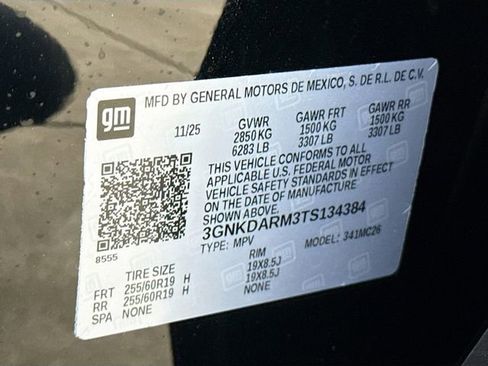 gm
MFD BY GENERAL MOTORS DE MEXICO, S. DE R.L. DE C.V.
11/25 GVWR GAWR FRT GAWR RR
2850 KG 1500 KG 1500 KG
6283 LB 3307 LB 3307 LB
THIS VEHICLE CONFORMS TO ALL
APPLICABLE U.S. FEDERAL MOTOR
VEHICLE SAFETY STANDARDS IN EFFECT
ON THE DATE OF MANUFACTURE
SHOWN ABOVE.
3GNKDARM3TS134384
TYPE: MPV MODEL: 341MC26
8555
TIRE SIZE RIM
FRT 255/60R19 H 19X8.5J
RR 255/60R19 H 19X8.5J
SPA NONE NONE